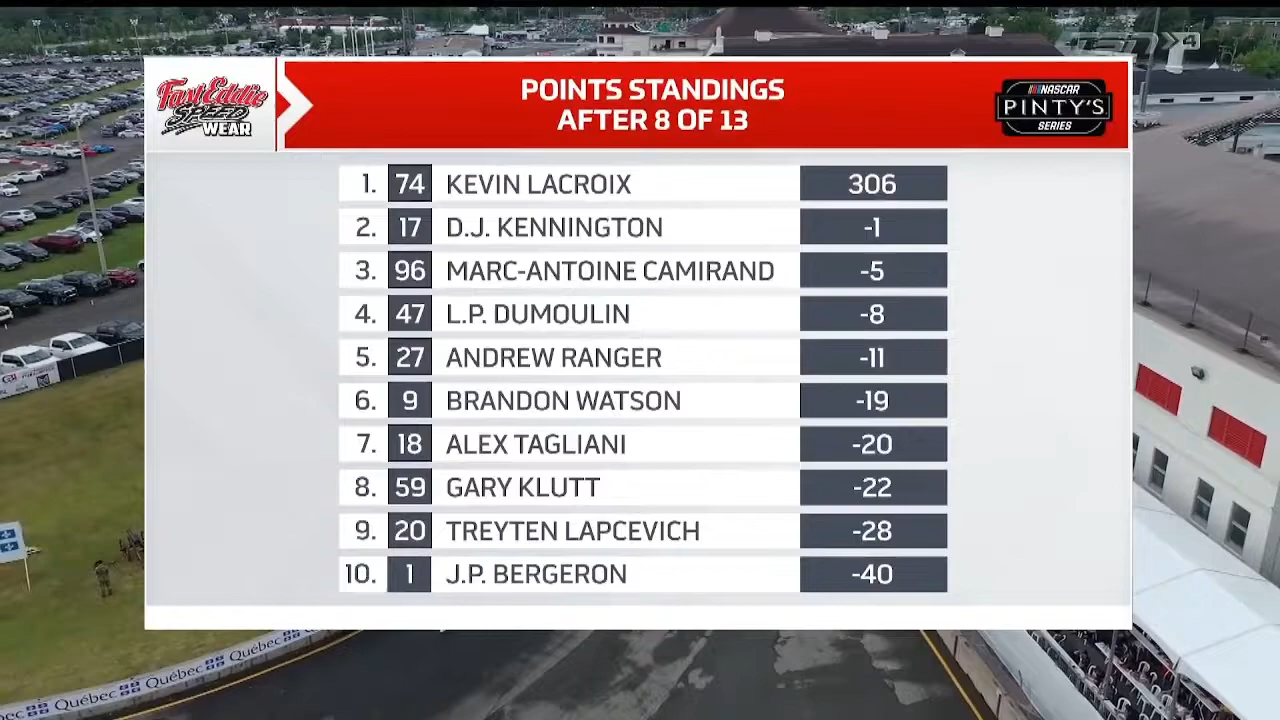 Fast Eddie
SPEED
WEAR
POINTS STANDINGS
AFTER 8 OF 13
NASCAR
PINTY'S
SERIES
1. 74 KEVIN LACROIX 306
2. 17 D.J. KENNINGTON -1
3. 96 MARC-ANTOINE CAMIRAND -5
4. 47 L.P. DUMOULIN -8
5. 27 ANDREW RANGER -11
6. 9 BRANDON WATSON -19
7. 18 ALEX TAGLIANI -20
8. 59 GARY KLUTT -22
9. 20 TREYTEN LAPCEVICH -28
10. 1 J.P. BERGERON -40
Québec Québec Québec